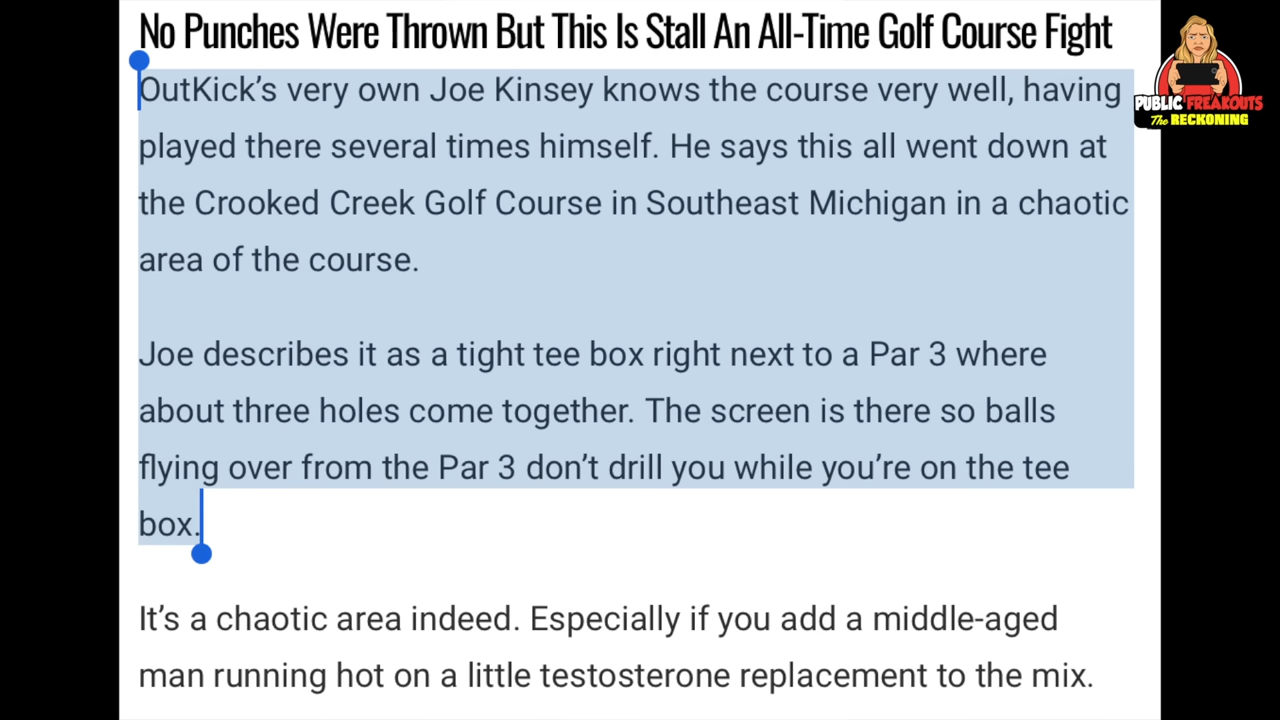 No Punches Were Thrown But This Is Stall An All-Time Golf Course Fight
OutKick’s very own Joe Kinsey knows the course very well, having
played there several times himself. He says this all went down at
the Crooked Creek Golf Course in Southeast Michigan in a chaotic
area of the course.
Joe describes it as a tight tee box right next to a Par 3 where
about three holes come together. The screen is there so balls
flying over from the Par 3 don’t drill you while you’re on the tee
box.
It’s a chaotic area indeed. Especially if you add a middle-aged
man running hot on a little testosterone replacement to the mix.
PUBLIC FREAKOUTS
The RECKONING